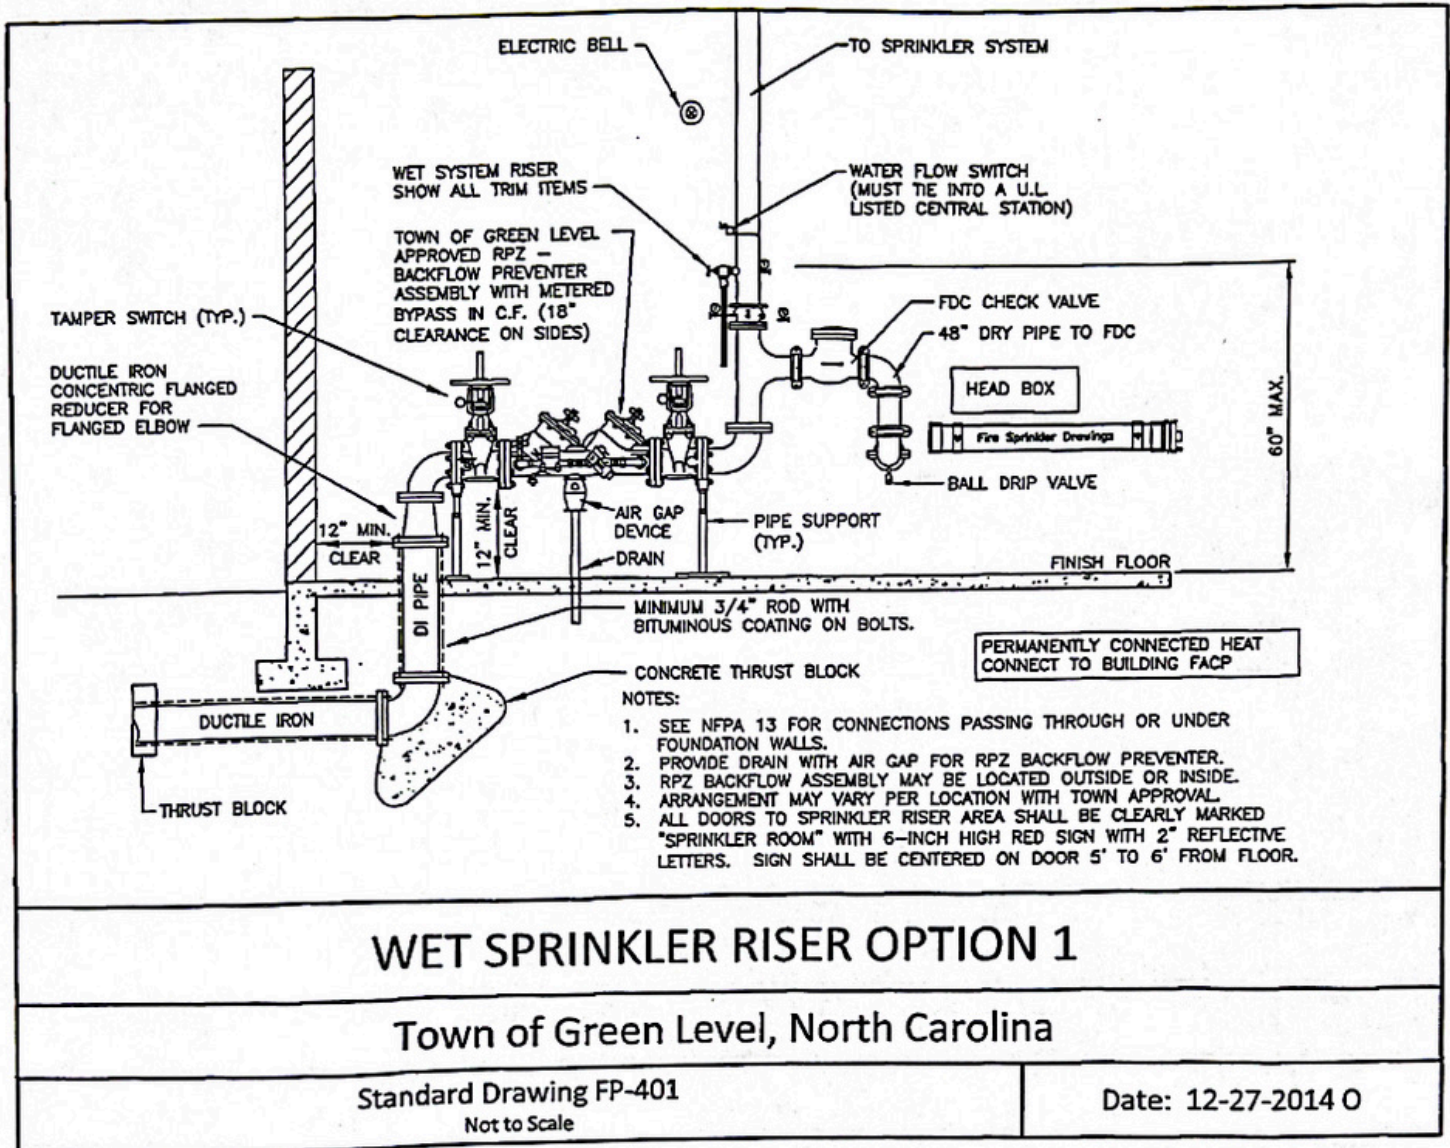 ELECTRIC BELL
TO SPRINKLER SYSTEM
WET SYSTEM RISER
SHOW ALL TRIM ITEMS
WATER FLOW SWITCH
(MUST TIE INTO A U.L.
LISTED CENTRAL STATION)
TOWN OF GREEN LEVEL
APPROVED RPZ –
BACKFLOW PREVENTER
ASSEMBLY WITH METERED
BYPASS IN C.F. (18"
CLEARANCE ON SIDES)
TAMPER SWITCH (TYP.)
FDC CHECK VALVE
48" DRY PIPE TO FDC
DUCTILE IRON
CONCENTRIC FLANGED
REDUCER FOR
FLANGED ELBOW
HEAD BOX
60" MAX.
Fire Sprinkler Drawings
BALL DRIP VALVE
12" MIN.
CLEAR
12" MIN.
CLEAR
AIR GAP
DEVICE
DRAIN
PIPE SUPPORT
(TYP.)
FINISH FLOOR
DI PIPE
MINIMUM 3/4" ROD WITH
BITUMINOUS COATING ON BOLTS.
PERMANENTLY CONNECTED HEAT
CONNECT TO BUILDING FACP
CONCRETE THRUST BLOCK
DUCTILE IRON
THRUST BLOCK
NOTES:
1. SEE NFPA 13 FOR CONNECTIONS PASSING THROUGH OR UNDER
FOUNDATION WALLS.
2. PROVIDE DRAIN WITH AIR GAP FOR RPZ BACKFLOW PREVENTER.
3. RPZ BACKFLOW ASSEMBLY MAY BE LOCATED OUTSIDE OR INSIDE.
4. ARRANGEMENT MAY VARY PER LOCATION WITH TOWN APPROVAL.
5. ALL DOORS TO SPRINKLER RISER AREA SHALL BE CLEARLY MARKED
"SPRINKLER ROOM" WITH 6-INCH HIGH RED SIGN WITH 2" REFLECTIVE
LETTERS. SIGN SHALL BE CENTERED ON DOOR 5' TO 6' FROM FLOOR.
WET SPRINKLER RISER OPTION 1
Town of Green Level, North Carolina
Standard Drawing FP-401
Not to Scale
Date: 12-27-2014 O